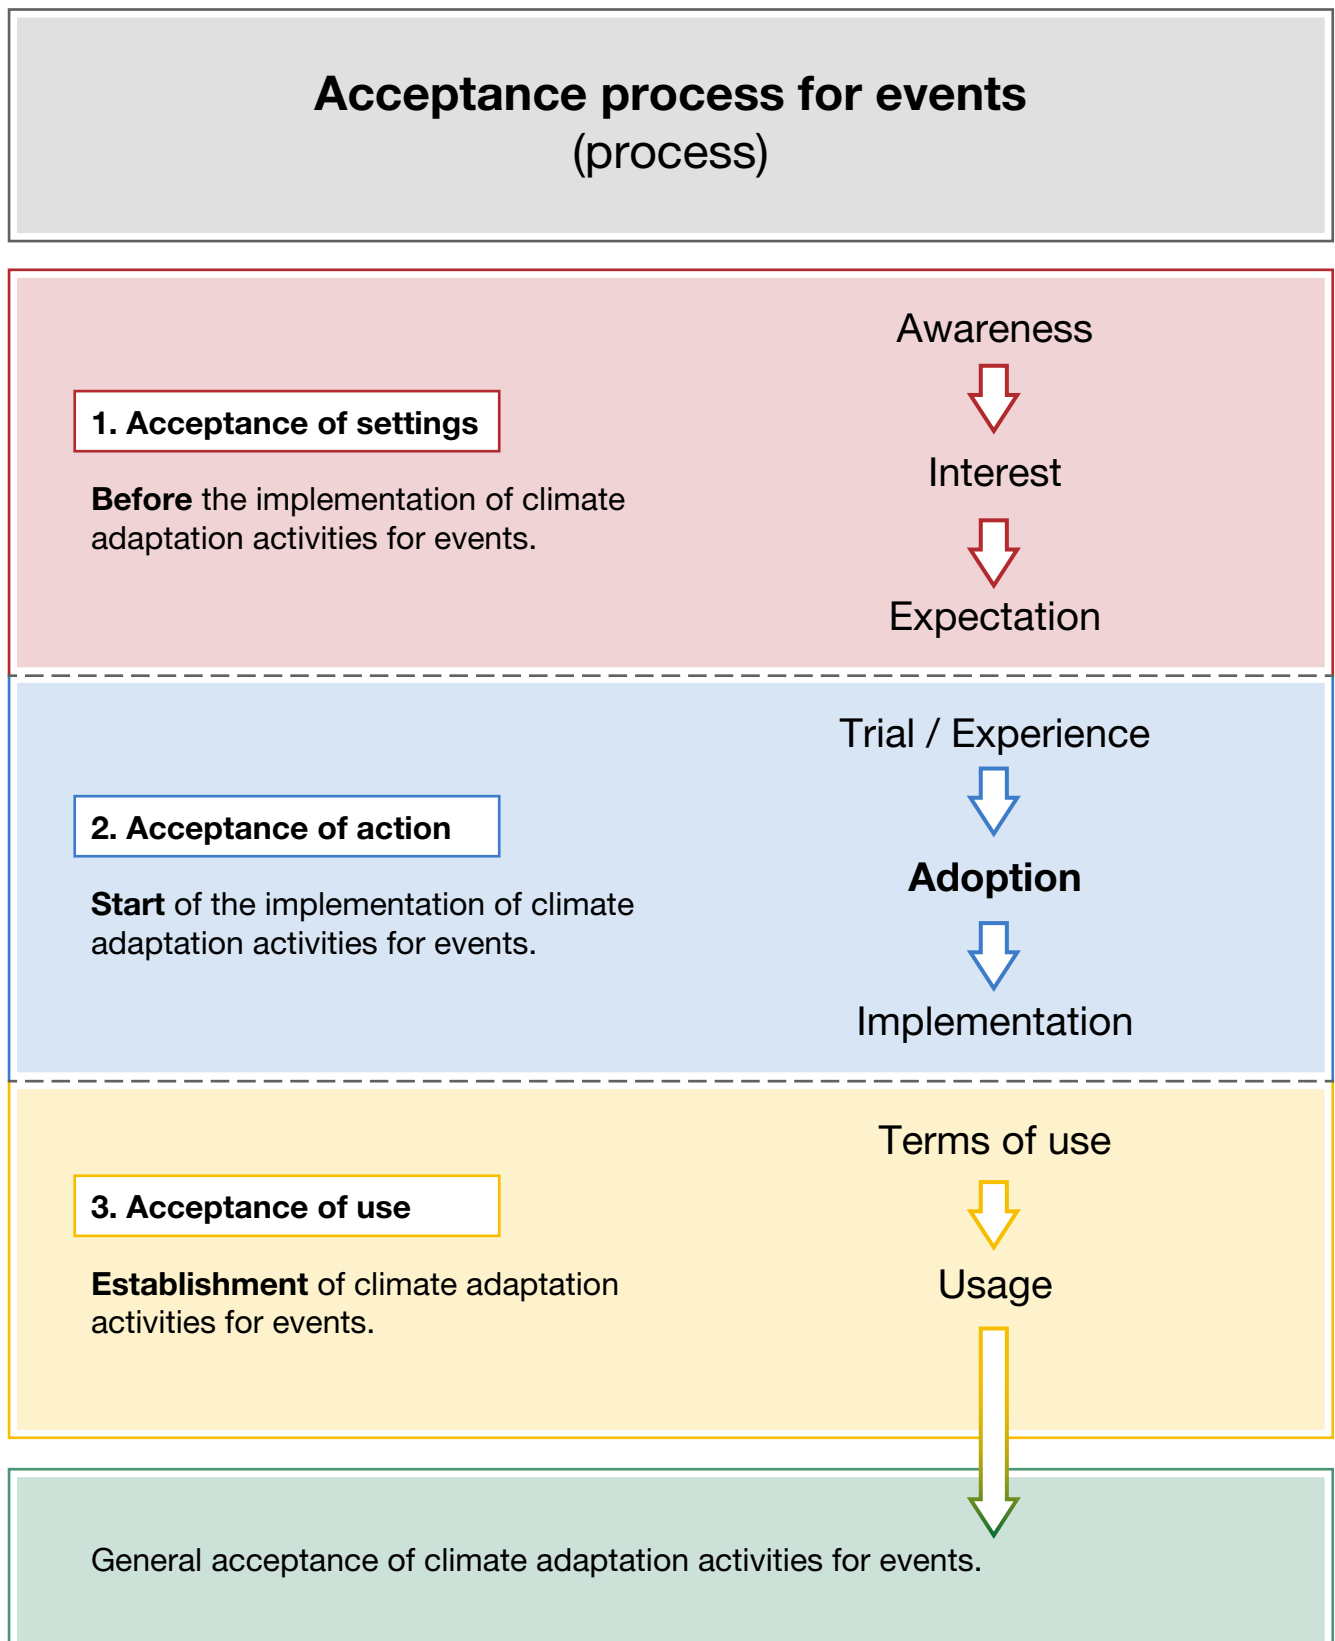 Acceptance process for events
(process)
1. Acceptance of settings
Before the implementation of climate
adaptation activities for events.
Awareness
Interest
Expectation
2. Acceptance of action
Start of the implementation of climate
adaptation activities for events.
Trial / Experience
Adoption
Implementation
3. Acceptance of use
Establishment of climate adaptation
activities for events.
Terms of use
Usage
General acceptance of climate adaptation activities for events.